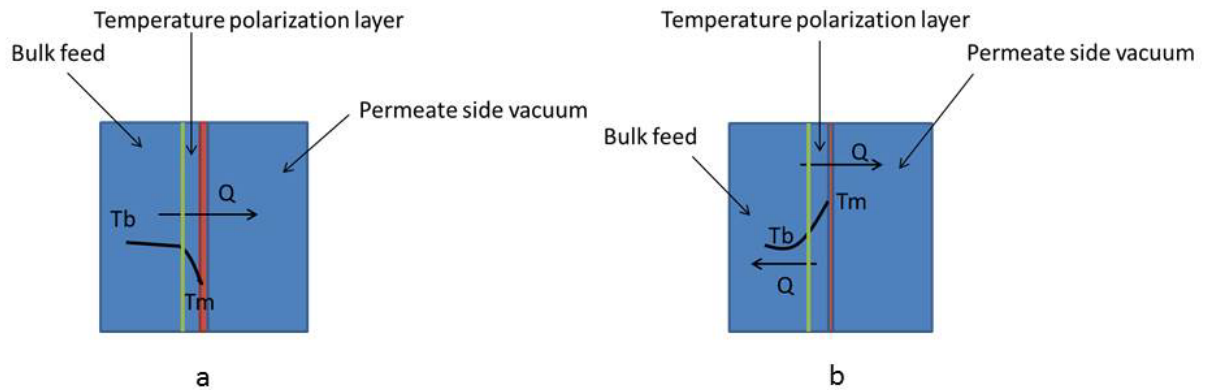 Temperature polarization layer
Bulk feed
Permeate side vacuum
Q
Tb
Tm
a
Temperature polarization layer
Permeate side vacuum
Bulk feed
Q
Tm
Tb
Q
b